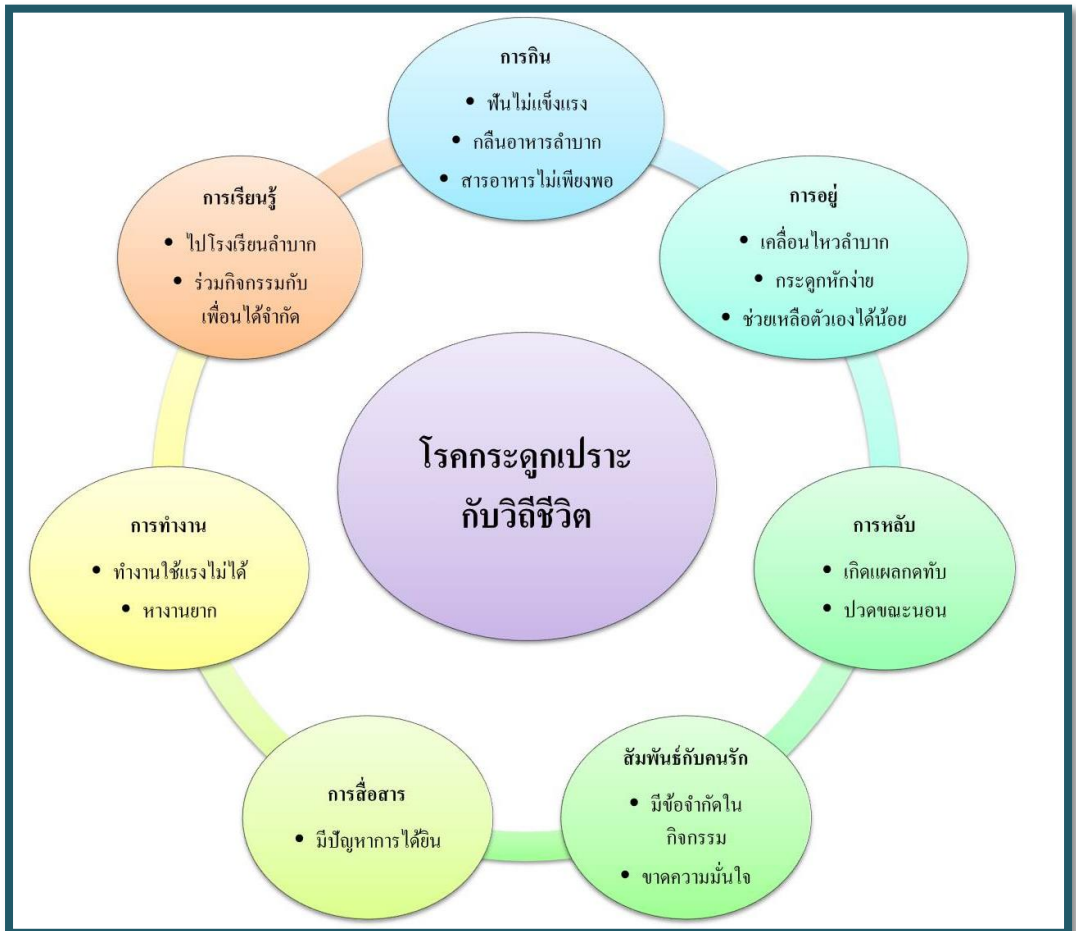 การกิน
• ฟันไม่แข็งแรง
• กลืนอาหารลำบาก
• สารอาหารไม่เพียงพอ
การอยู่
• เคลื่อนไหวลำบาก
• กระดูกหักง่าย
• ช่วยเหลือตัวเองได้น้อย
การหลับ
• เกิดแผลกดทับ
• ปวดขณะนอน
สัมพันธ์กับคนรัก
• มีข้อจำกัดใน
กิจกรรม
• ขาดความมั่นใจ
การสื่อสาร
• มีปัญหาการได้ยิน
การทำงาน
• ทำงานใช้แรงไม่ได้
• หางานยาก
การเรียนรู้
• ไปโรงเรียนลำบาก
• ร่วมกิจกรรมกับ
เพื่อนได้จำกัด
โรคกระดูกเปราะ
กับวิถีชีวิต